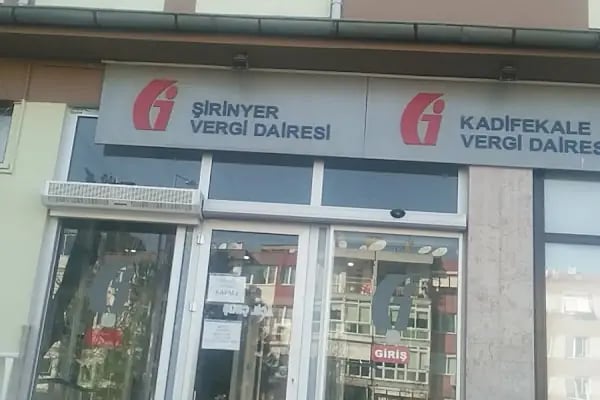 ŞİRİNYER
VERGİ DAİRESİ
KADİFEKALE
VERGİ DAİRES
GİRİŞ